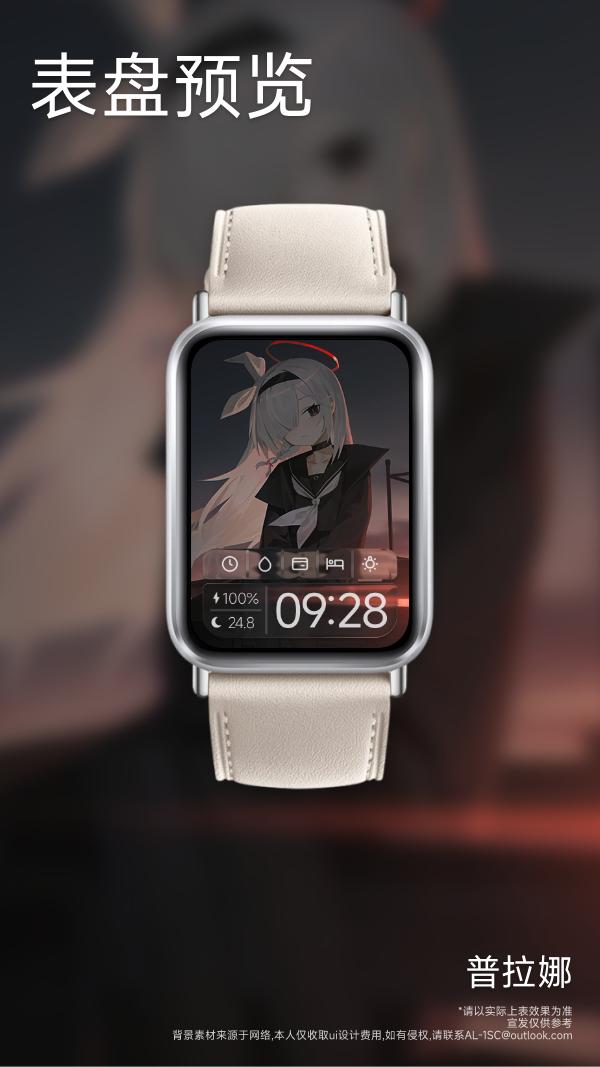 表盘预览
100%
24.8
09:28
普拉娜
*请以实际上表效果为准
宣发仅供参考
背景素材来源于网络,本人仅收取ui设计费用,如有侵权,请联系AL-1SC@outlook.com